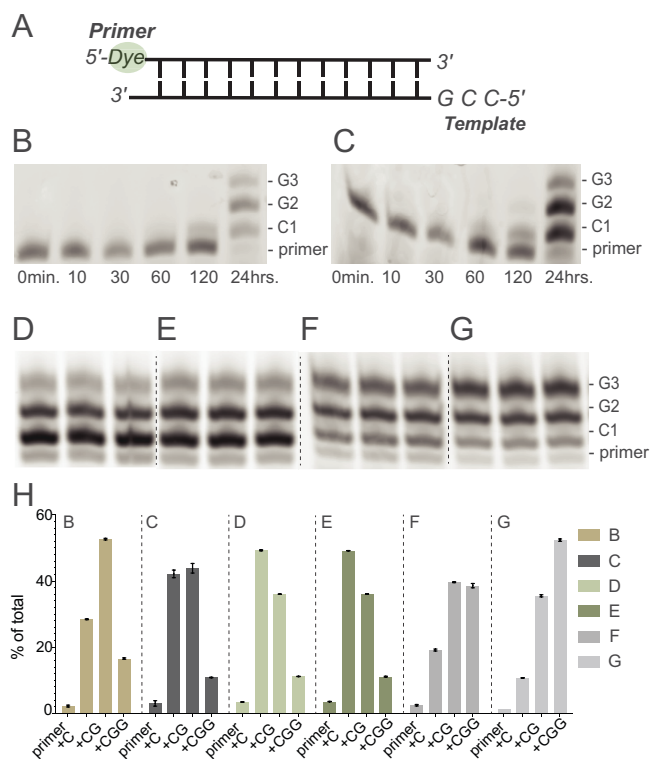 A
Primer
5'-Dye
3'
3'
G C C-5'
Template
B
C
- G3
- G2
- C1
- primer
- G3
- G2
- C1
- primer
0min. 10 30 60 120 24hrs.
0min. 10 30 60 120 24hrs.
D E F G
- G3
- G2
- C1
- primer
H
% of total
60
40
20
0
B C D E F G
primer +C +CG +CGG primer +C +CG +CGG primer +C +CG +CGG primer +C +CG +CGG primer +C +CG +CGG primer +C +CG +CGG
B
C
D
E
F
G